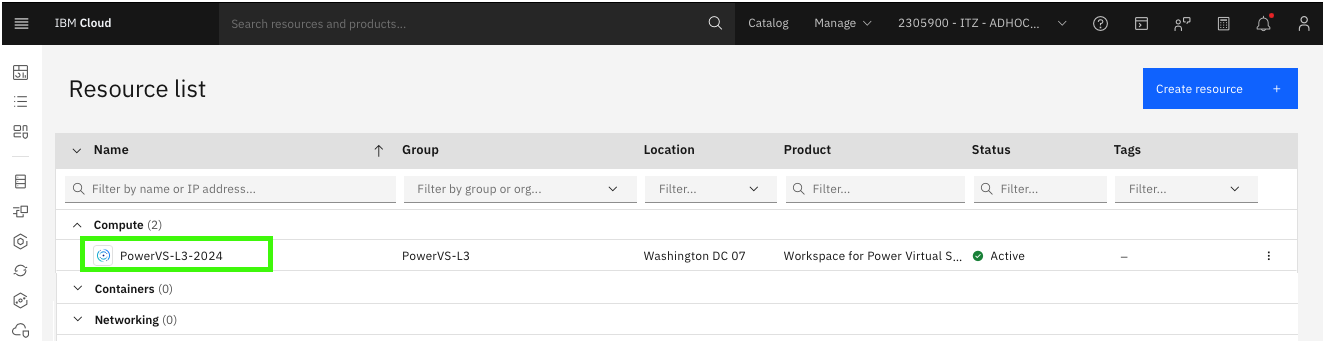 IBM Cloud Search resources and products... Catalog Manage 2305900 - ITZ - ADHOC...
Resource list
Create resource +
Name Group Location Product Status Tags
Filter by name or IP address... Filter by group or org... Filter... Filter... Filter... Filter...
Compute (2)
PowerVS-L3-2024 PowerVS-L3 Washington DC 07 Workspace for Power Virtual S... Active –
Containers (0)
Networking (0)